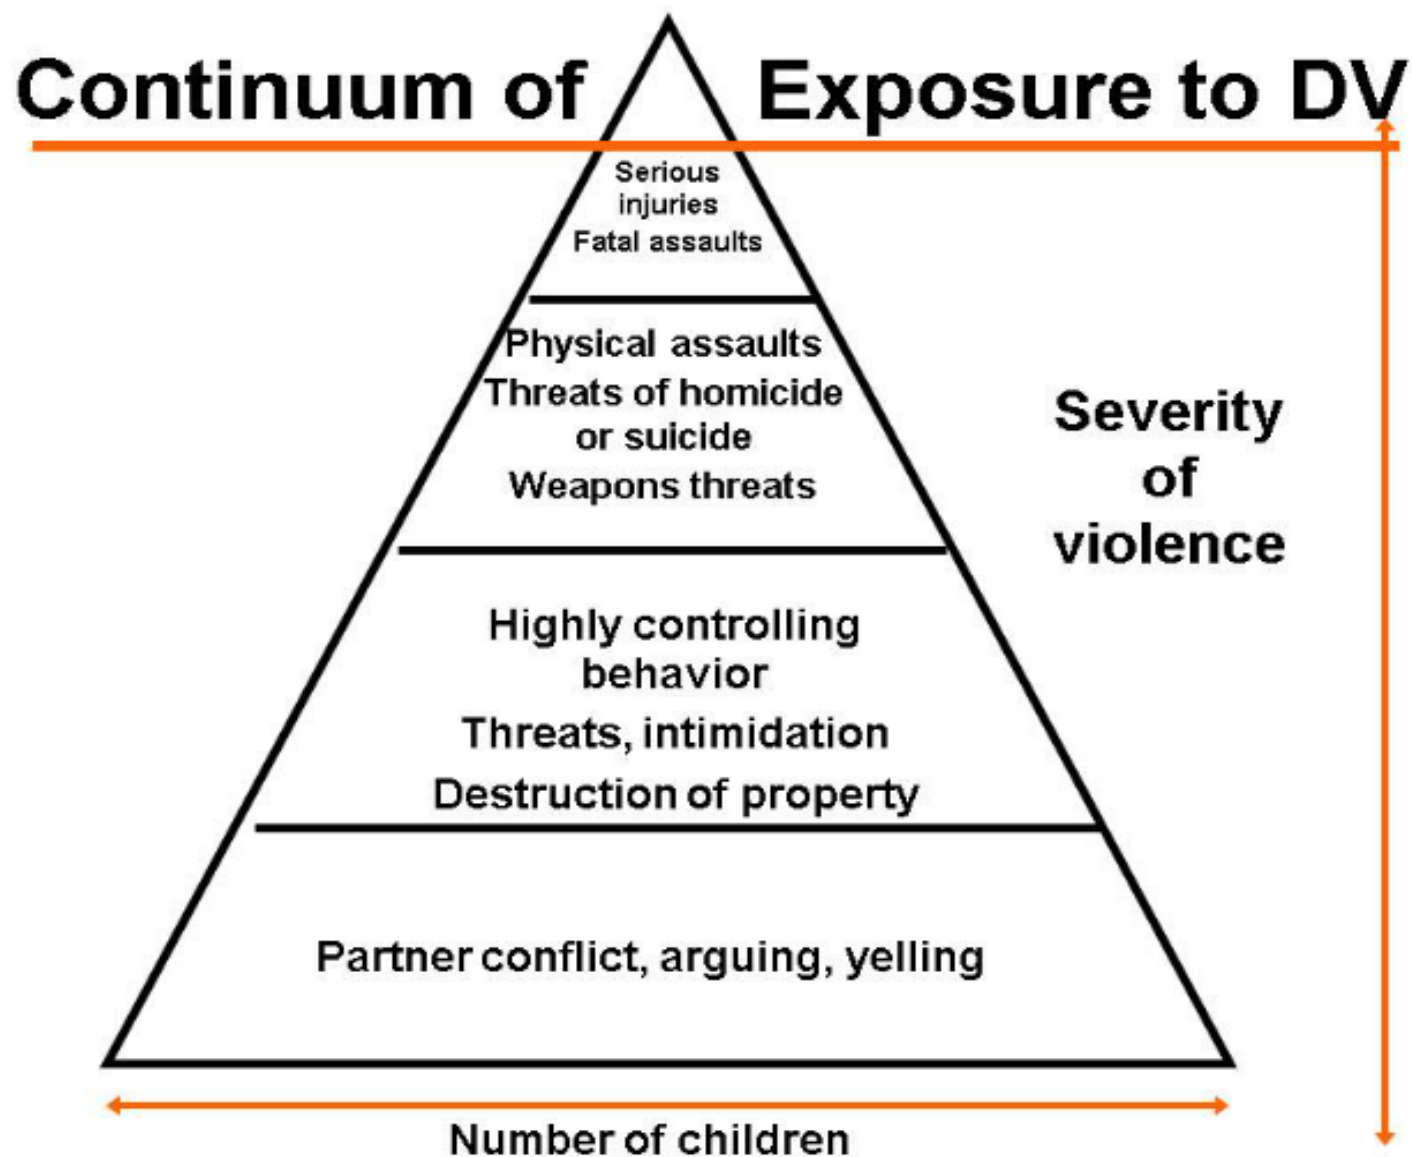 Continuum of Exposure to DV
Serious
injuries
Fatal assaults
Physical assaults
Threats of homicide
or suicide
Weapons threats
Severity
of
violence
Highly controlling
behavior
Threats, intimidation
Destruction of property
Partner conflict, arguing, yelling
Number of children